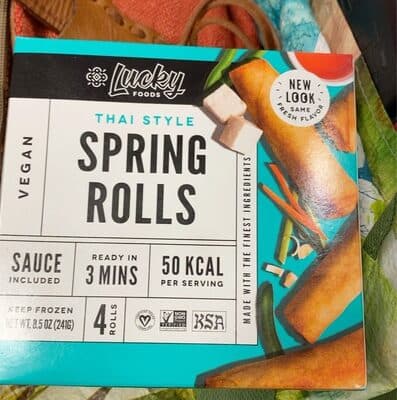 Lucky
FOODS
THAI STYLE
SPRING
ROLLS
VEGAN
NEW
LOOK
SAME
FRESH FLAVOR
MADE WITH THE FINEST INGREDIENTS
SAUCE
INCLUDED
READY IN
3 MINS
50 KCAL
PER SERVING
KEEP FROZEN
NET WT. 8.5 OZ (241G)
4
ROLLS
NON
GMO
KSA